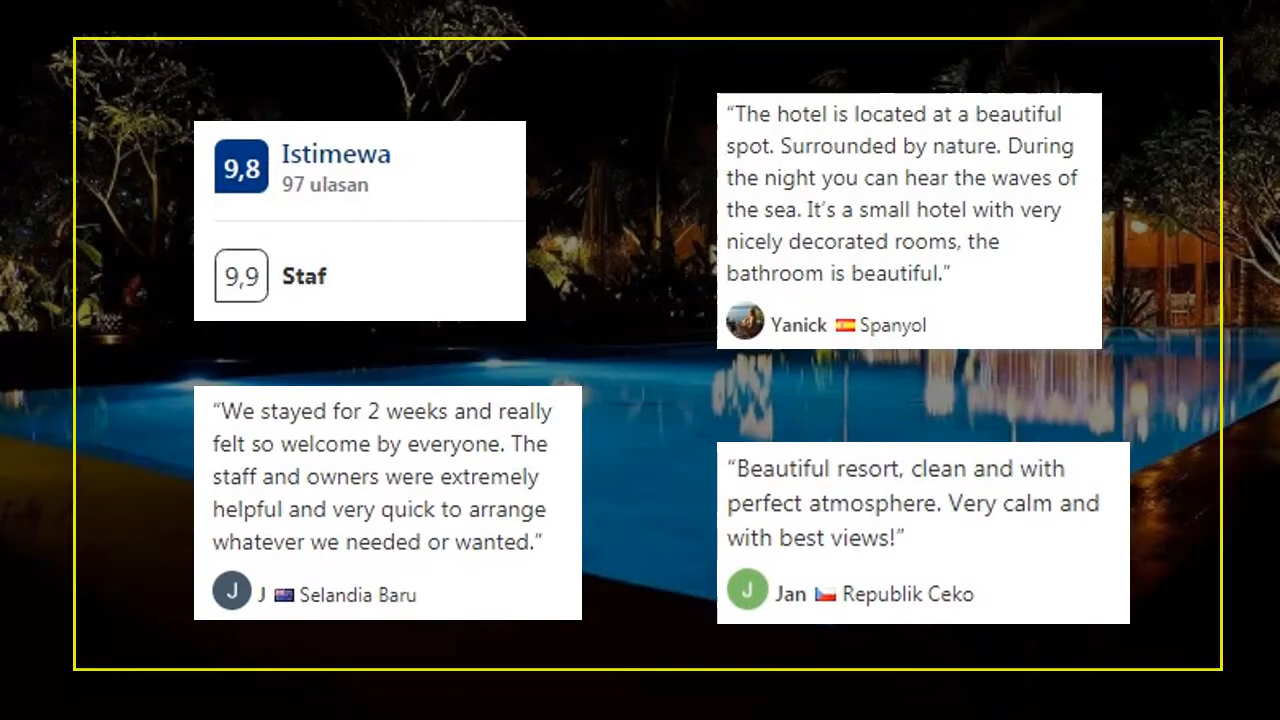 9,8
Istimewa
97 ulasan
9,9
Staf
“We stayed for 2 weeks and really
felt so welcome by everyone. The
staff and owners were extremely
helpful and very quick to arrange
whatever we needed or wanted.”
J
J
Selandia Baru
“The hotel is located at a beautiful
spot. Surrounded by nature. During
the night you can hear the waves of
the sea. It’s a small hotel with very
nicely decorated rooms, the
bathroom is beautiful.”
Yanick
Spanyol
“Beautiful resort, clean and with
perfect atmosphere. Very calm and
with best views!”
J
Jan
Republik Ceko